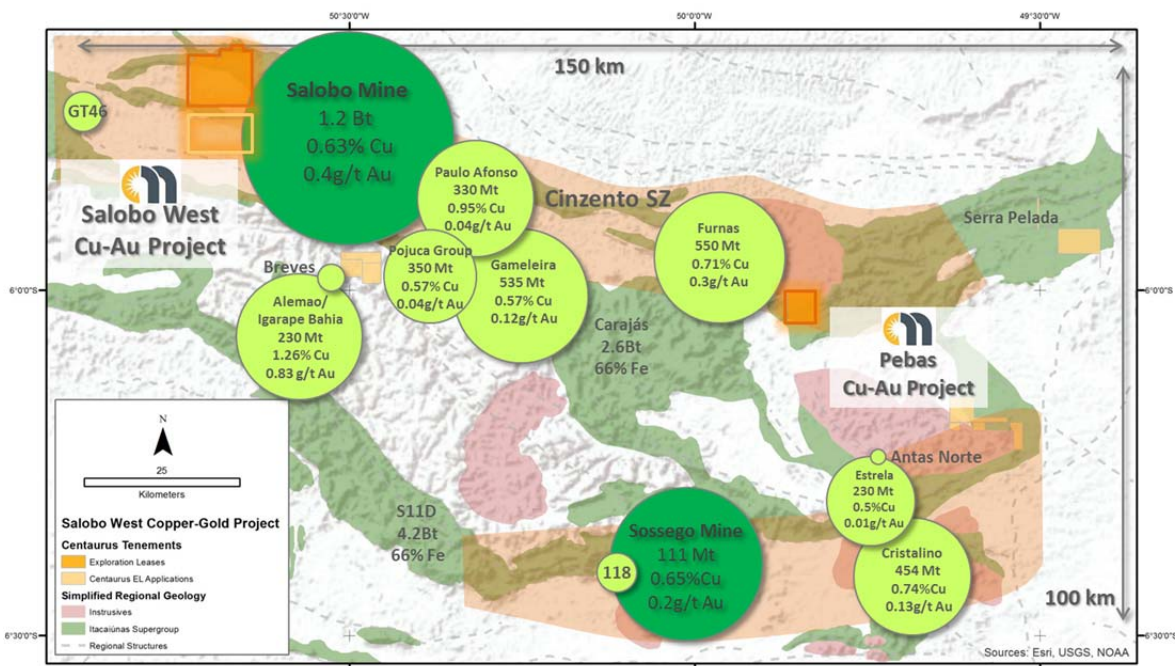 50°30'0"W
50°0'0"W
49°30'0"W
150 km
GT46
Salobo Mine
1.2 Bt
0.63% Cu
0.4g/t Au
Salobo West
Cu-Au Project
Paulo Afonso
330 Mt
0.95% Cu
0.04g/t Au
Cinzento SZ
Furnas
550 Mt
0.71% Cu
0.3g/t Au
Serra Pelada
Breves
Pojuca Group
350 Mt
0.57% Cu
0.04g/t Au
Gameleira
535 Mt
0.57% Cu
0.12g/t Au
6°0'0"S
6°0'0"S
Alemao/
Igarape Bahia
230 Mt
1.26% Cu
0.83 g/t Au
Carajás
2.6Bt
66% Fe
Pebas
Cu-Au Project
N
25
Kilometers
Antas Norte
Estrela
230 Mt
0.5%Cu
0.01g/t Au
S11D
4.2Bt
66% Fe
Sossego Mine
111 Mt
0.65%Cu
0.2g/t Au
118
Cristalino
454 Mt
0.74%Cu
0.13g/t Au
100 km
Salobo West Copper-Gold Project
Centaurus Tenements
Exploration Leases
Centaurus EL Applications
Simplified Regional Geology
Instrusives
Itacaiúnas Supergroup
Regional Structures
6°30'0"S
6°30'0"S
Sources: Esri, USGS, NOAA